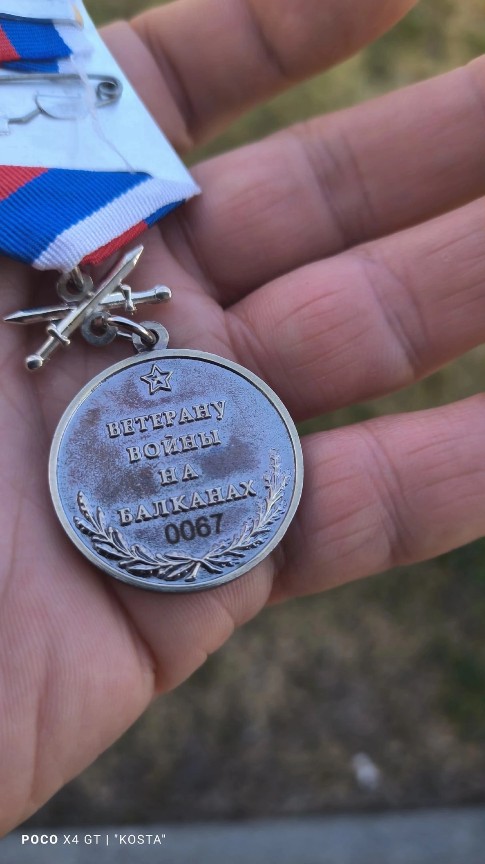 ВЕТЕРАНУ
ВОЙНЫ
НА
БАЛКАНАХ
0067
POCO X4 GT | "KOSTA"